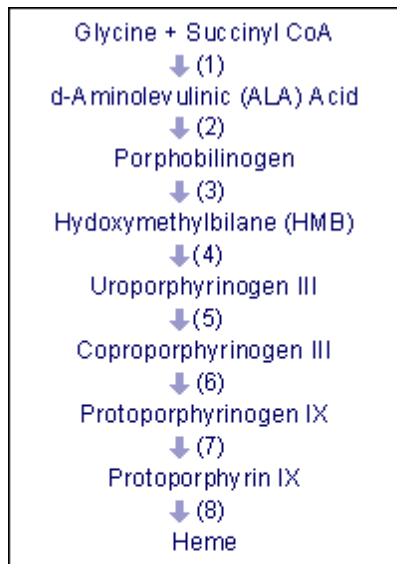 Glycine + Succinyl CoA
(1)
d-Aminolevulinic (ALA) Acid
(2)
Porphobilinogen
(3)
Hydoxymethylbilane (HMB)
(4)
Uroporphyrinogen III
(5)
Coproporphyrinogen III
(6)
Protoporphyrinogen IX
(7)
Protoporphyrin IX
(8)
Heme